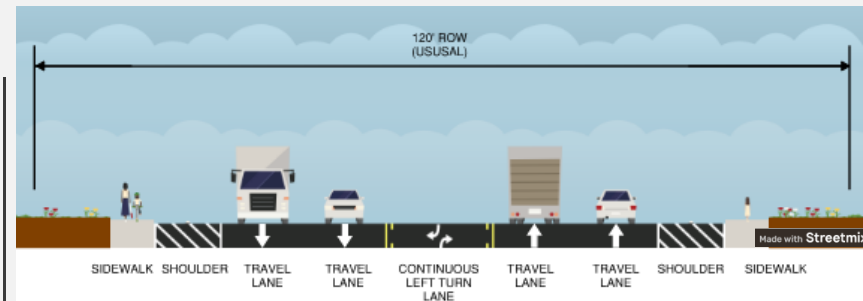 120' ROW
(USUSAL)
Made with Streetmix
SIDEWALK SHOULDER TRAVEL LANE TRAVEL LANE CONTINUOUS LEFT TURN LANE TRAVEL LANE TRAVEL LANE SHOULDER SIDEWALK